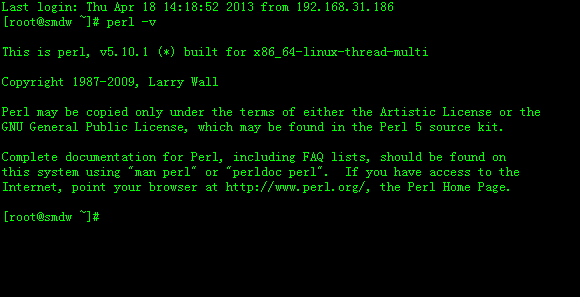 Last login: Thu Apr 18 14:18:52 2013 from 192.168.31.186
[root@smdw ~]# perl -v
This is perl, v5.10.1 (*) built for x86_64-linux-thread-multi
Copyright 1987-2009, Larry Wall
Perl may be copied only under the terms of either the Artistic License or the
GNU General Public License, which may be found in the Perl 5 source kit.
Complete documentation for Perl, including FAQ lists, should be found on
this system using "man perl" or "perldoc perl".  If you have access to the
Internet, point your browser at http://www.perl.org/, the Perl Home Page.
[root@smdw ~]#